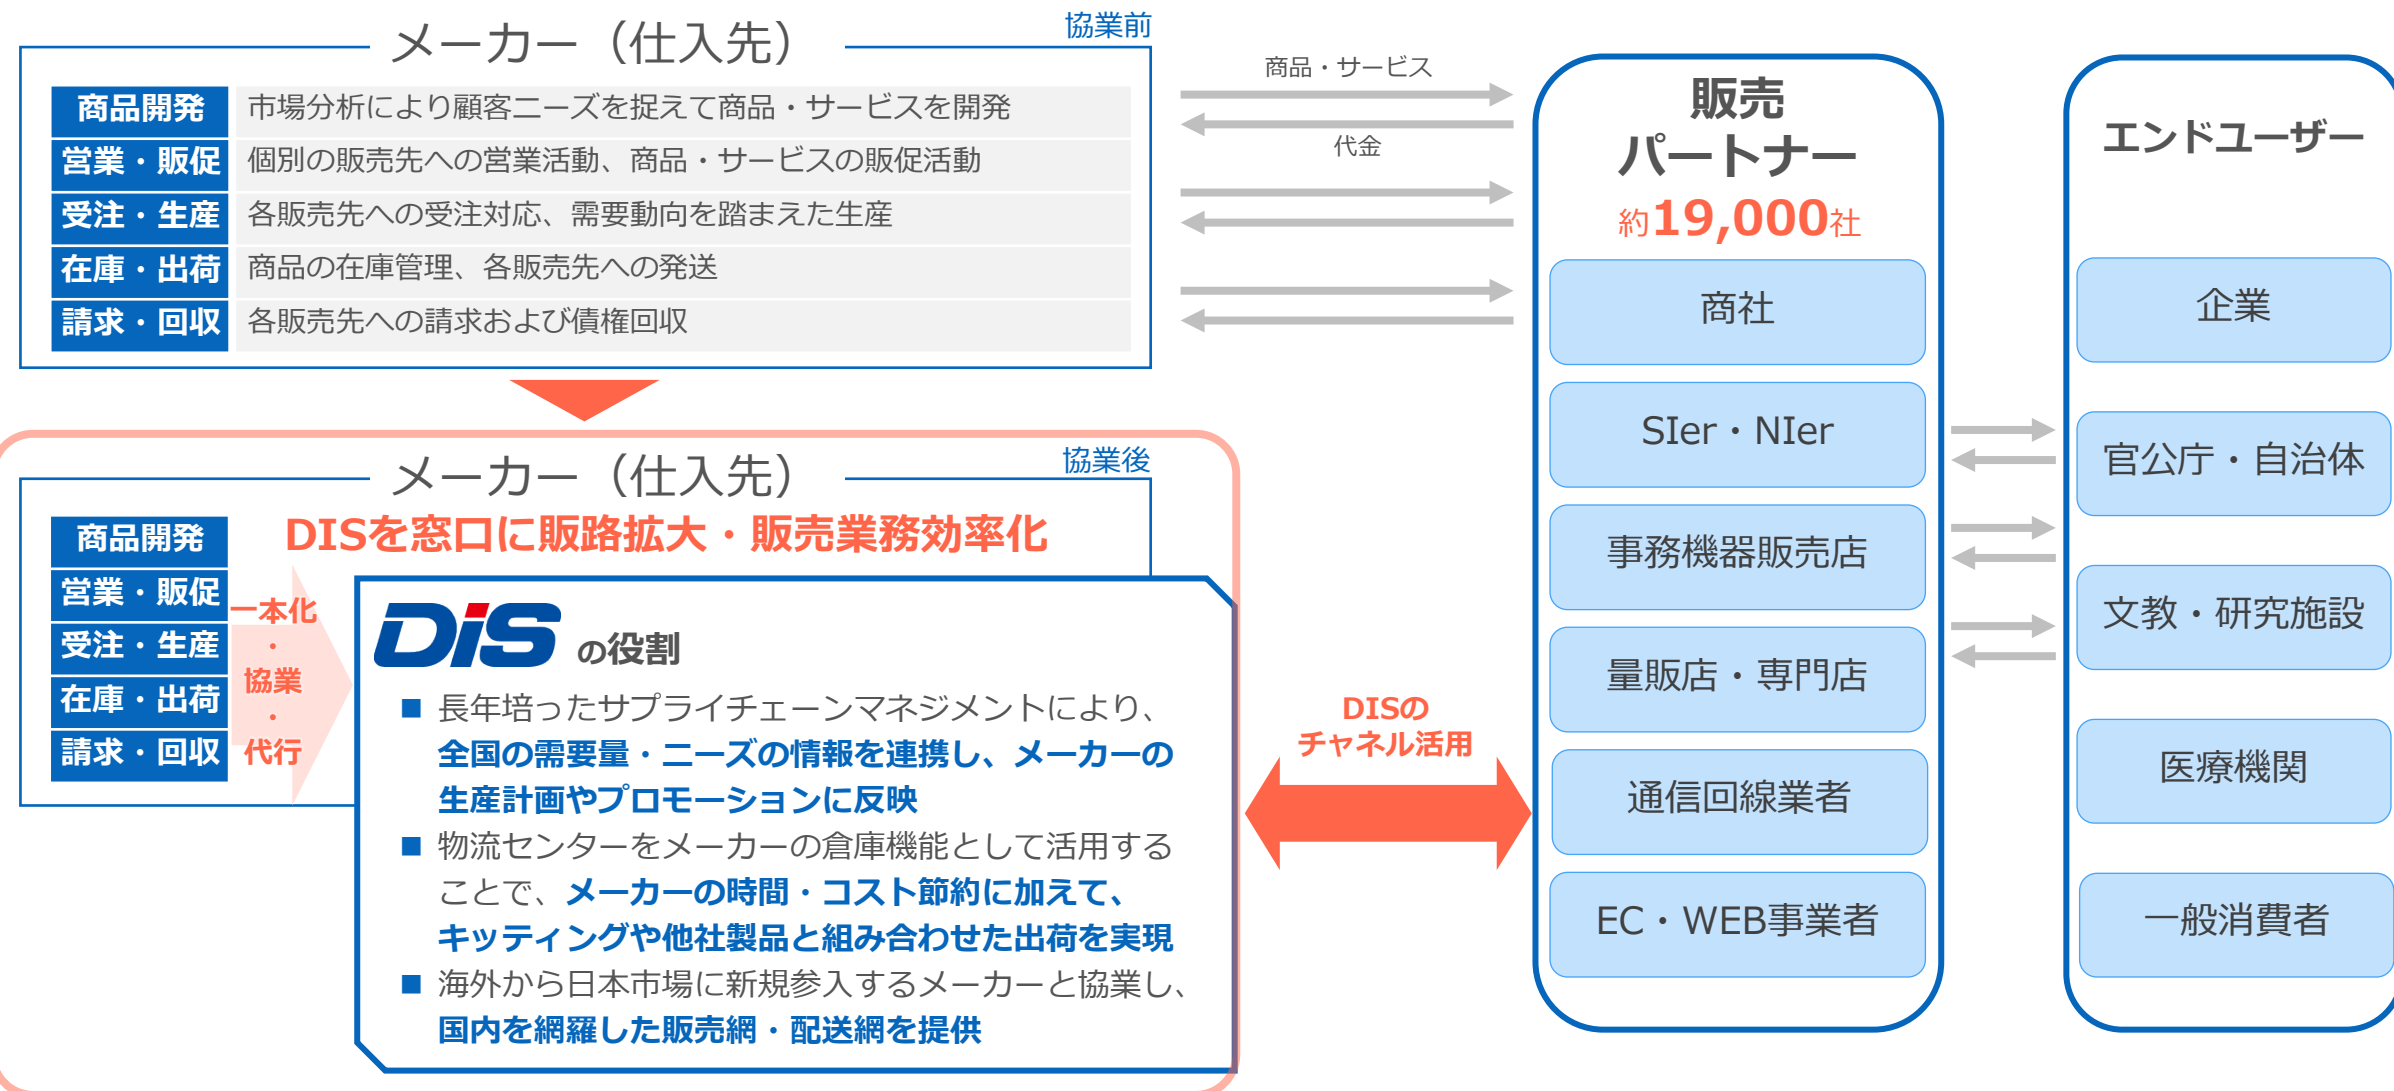 メーカー（仕入先）
協業前
商品開発
市場分析により顧客ニーズを捉えて商品・サービスを開発
営業・販促
個別の販売先への営業活動、商品・サービスの販促活動
受注・生産
各販売先への受注対応、需要動向を踏まえた生産
在庫・出荷
商品の在庫管理、各販売先への発送
請求・回収
各販売先への請求および債権回収
商品・サービス
代金
メーカー（仕入先）
協業後
DISを窓口に販路拡大・販売業務効率化
商品開発
営業・販促
受注・生産
在庫・出荷
請求・回収
一本化
・
協業
・
代行
DiS の役割
■ 長年培ったサプライチェーンマネジメントにより、
全国の需要量・ニーズの情報を連携し、メーカーの
生産計画やプロモーションに反映
■ 物流センターをメーカーの倉庫機能として活用する
ことで、メーカーの時間・コスト節約に加えて、
キッティングや他社製品と組み合わせた出荷を実現
■ 海外から日本市場に新規参入するメーカーと協業し、
国内を網羅した販売網・配送網を提供
DISの
チャネル活用
販売
パートナー
約19,000社
商社
SIer・NIer
事務機器販売店
量販店・専門店
通信回線業者
EC・WEB事業者
エンドユーザー
企業
官公庁・自治体
文教・研究施設
医療機関
一般消費者